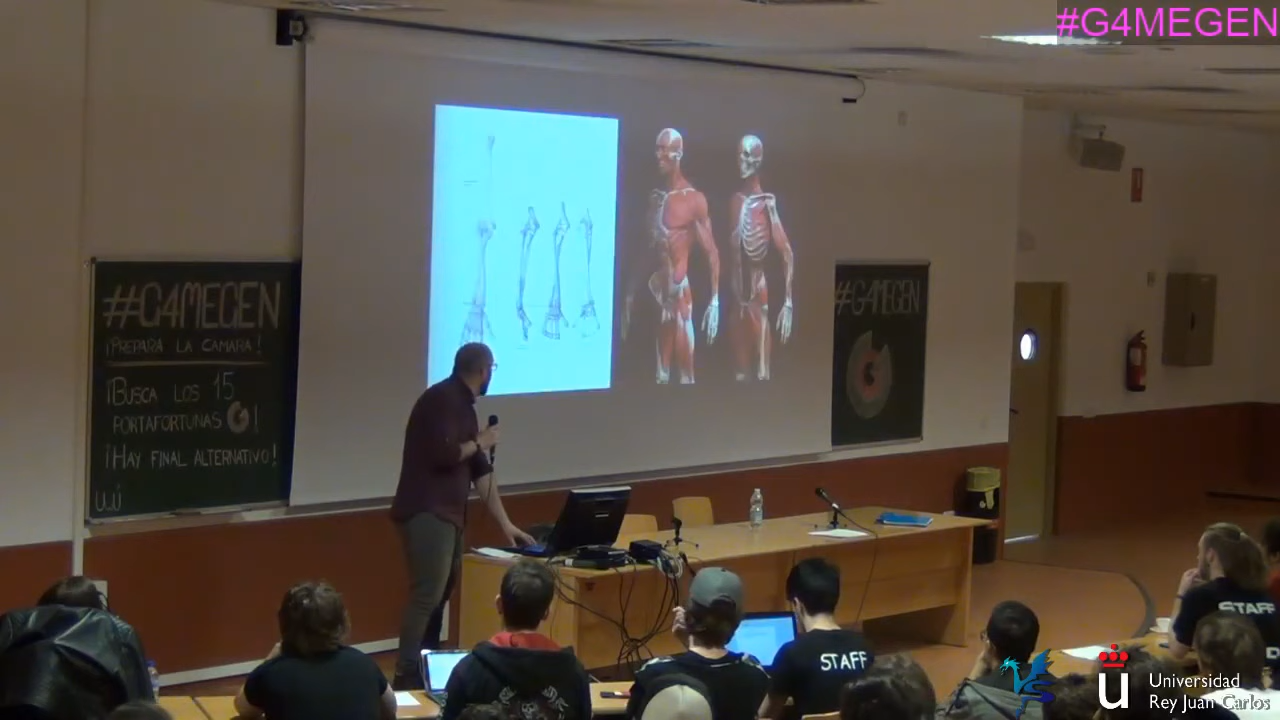 #G4MEGEN
#G4MEGEN
¡PREPARA LA CAMARA!
¡BUSCA LOS 15
PORTAFORTUNAS G!
¡HAY FINAL ALTERNATIVO!
#G4MEGEN
STAFF
STAFF
Universidad
Rey Juan Carlos